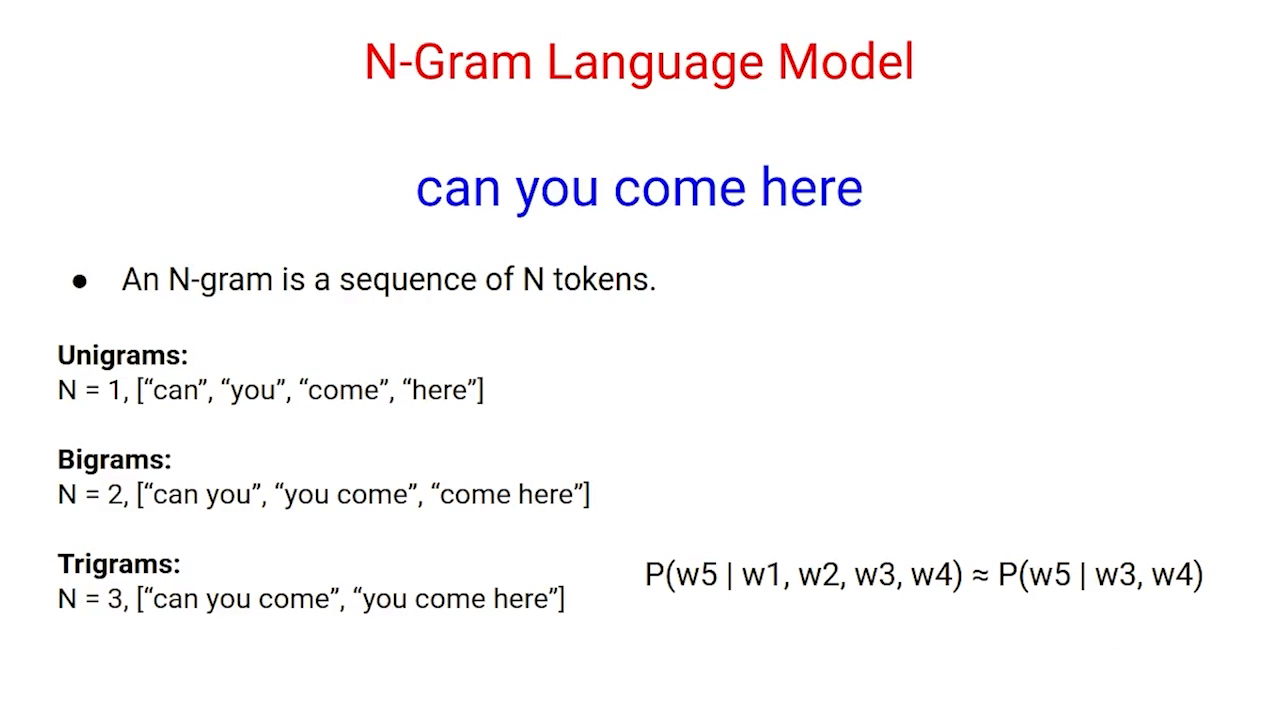 N-Gram Language Model
can you come here
● An N-gram is a sequence of N tokens.
Unigrams:
N = 1, [“can”, “you”, “come”, “here”]
Bigrams:
N = 2, [“can you”, “you come”, “come here”]
Trigrams:
N = 3, [“can you come”, “you come here”]
P(w5 | w1, w2, w3, w4) ≈ P(w5 | w3, w4)